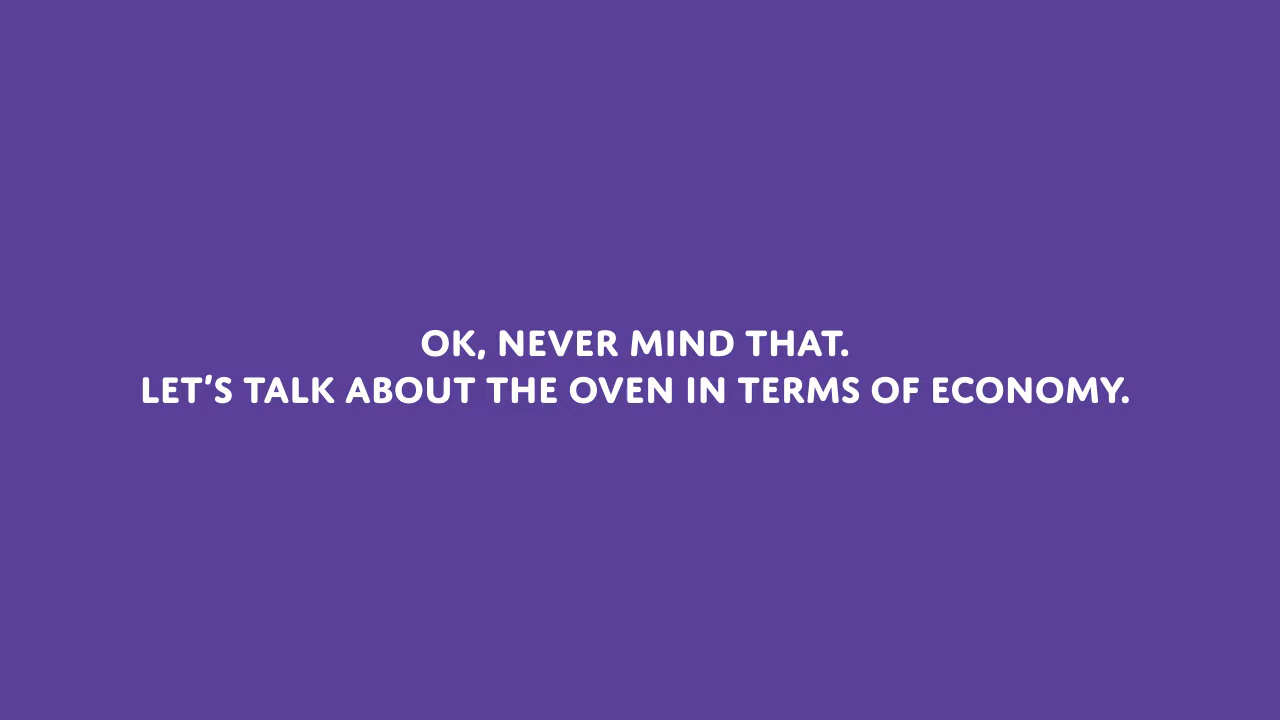 OK, NEVER MIND THAT.
LET'S TALK ABOUT THE OVEN IN TERMS OF ECONOMY.